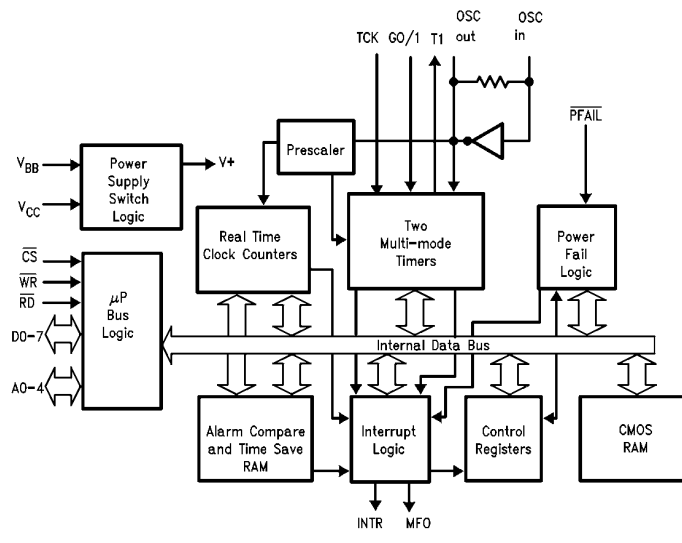 OSC
OSC
TCK GO/1 T1 out in
PFAIL
Prescaler
VBB
VCC
Power
Supply
Switch
Logic
V+
Real Time
Clock Counters
Two
Multi-mode
Timers
Power
Fail
Logic
CS
WR
RD
D0-7
A0-4
μP
Bus
Logic
Internal Data Bus
Alarm Compare
and Time Save
RAM
Interrupt
Logic
Control
Registers
CMOS
RAM
INTR
MFO